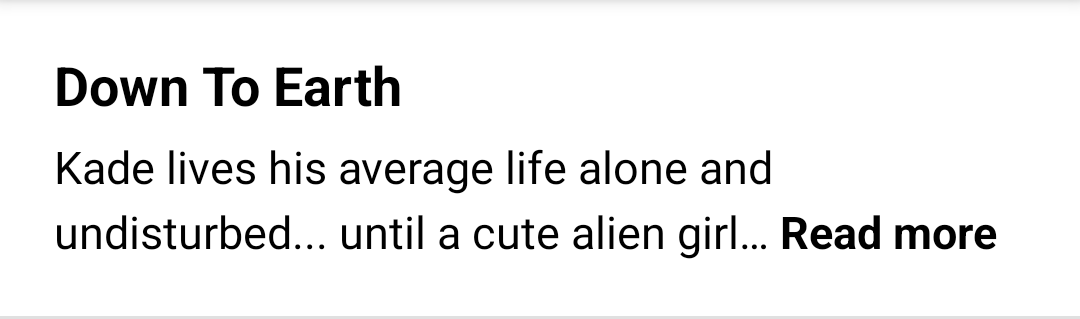 Down To Earth
Kade lives his average life alone and
undisturbed... until a cute alien girl... Read more